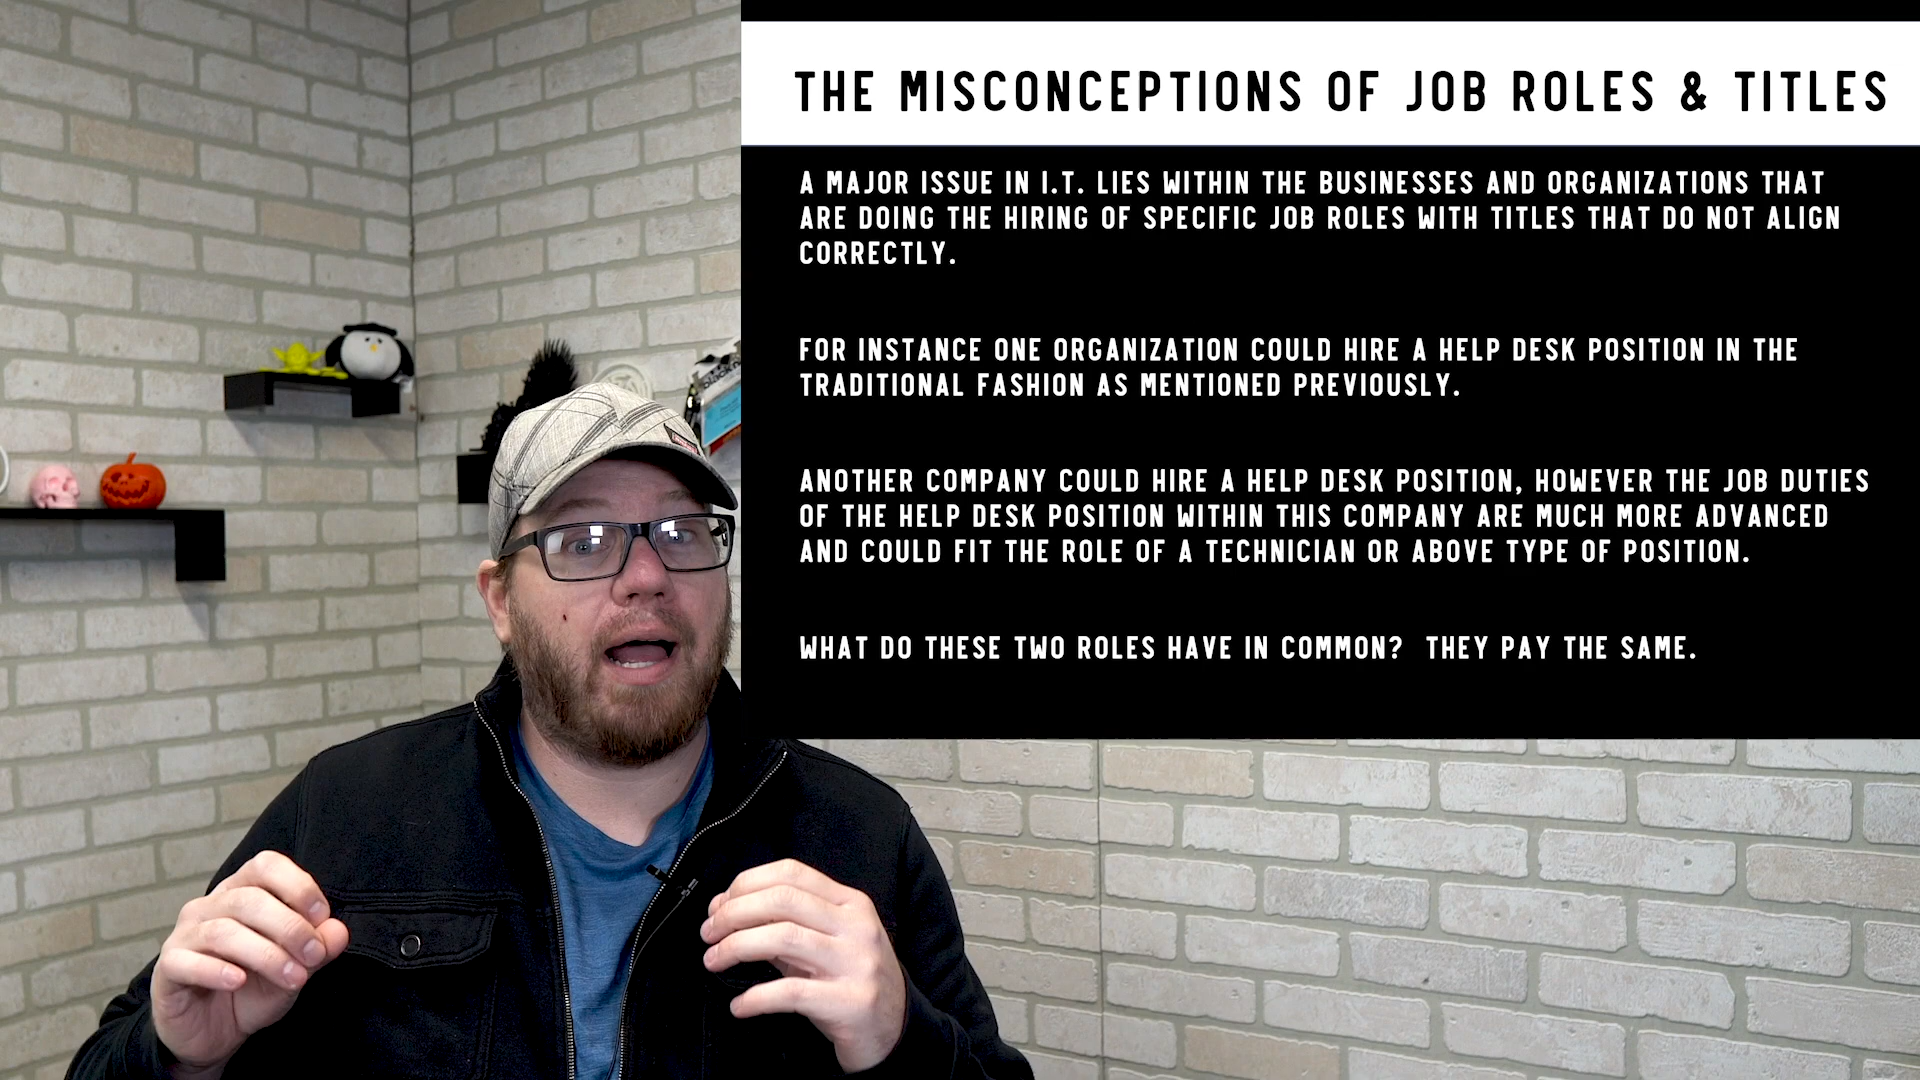 THE MISCONCEPTIONS OF JOB ROLES & TITLES
A MAJOR ISSUE IN I.T. LIES WITHIN THE BUSINESSES AND ORGANIZATIONS THAT
ARE DOING THE HIRING OF SPECIFIC JOB ROLES WITH TITLES THAT DO NOT ALIGN
CORRECTLY.
FOR INSTANCE ONE ORGANIZATION COULD HIRE A HELP DESK POSITION IN THE
TRADITIONAL FASHION AS MENTIONED PREVIOUSLY.
ANOTHER COMPANY COULD HIRE A HELP DESK POSITION, HOWEVER THE JOB DUTIES
OF THE HELP DESK POSITION WITHIN THIS COMPANY ARE MUCH MORE ADVANCED
AND COULD FIT THE ROLE OF A TECHNICIAN OR ABOVE TYPE OF POSITION.
WHAT DO THESE TWO ROLES HAVE IN COMMON? THEY PAY THE SAME.